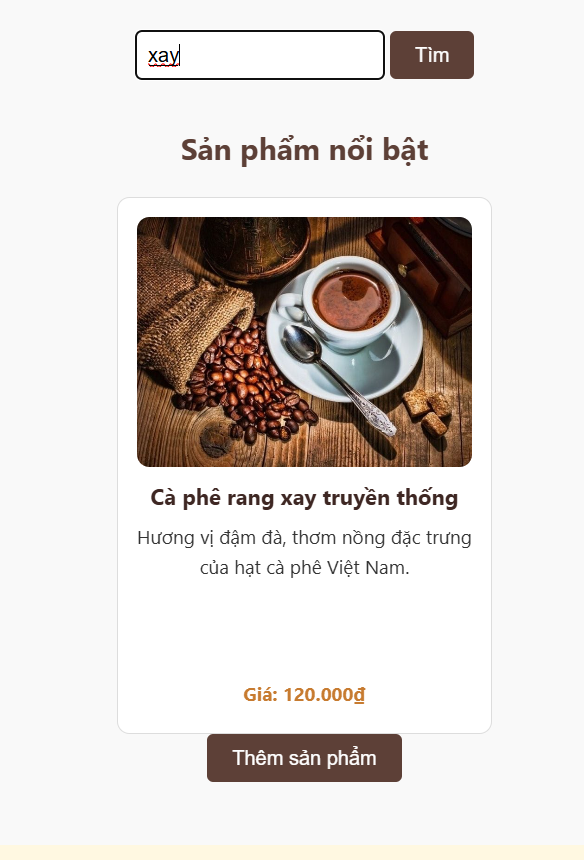 xay
Tìm
Sản phẩm nổi bật
Cà phê rang xay truyền thống
Hương vị đậm đà, thơm nồng đặc trưng
của hạt cà phê Việt Nam.
Giá: 120.000₫
Thêm sản phẩm